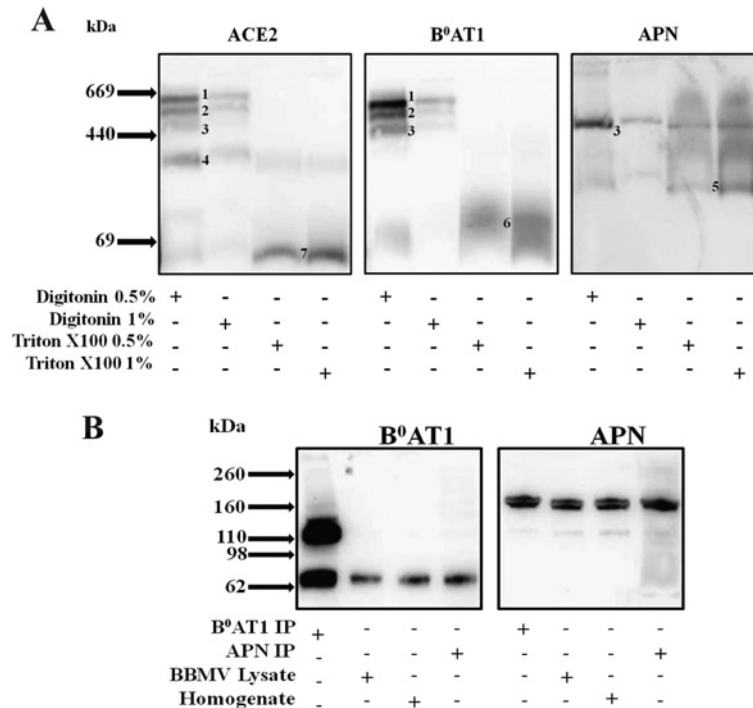 A
kDa
ACE2
B⁰AT1
APN
669
440
69
1
2
3
4
7
1
2
3
6
3
5
Digitonin 0.5% + - - - + - - - + - - -
Digitonin 1% - + - - - + - - - + - -
Triton X100 0.5% - - + - - - + - - - + -
Triton X100 1% - - - + - - - + - - - +
B
kDa
B⁰AT1
APN
260
160
110
98
62
B⁰AT1 IP + - - - + - - -
APN IP - - - + - - - +
BBMV Lysate - + - - - + - -
Homogenate - - + - - - + -